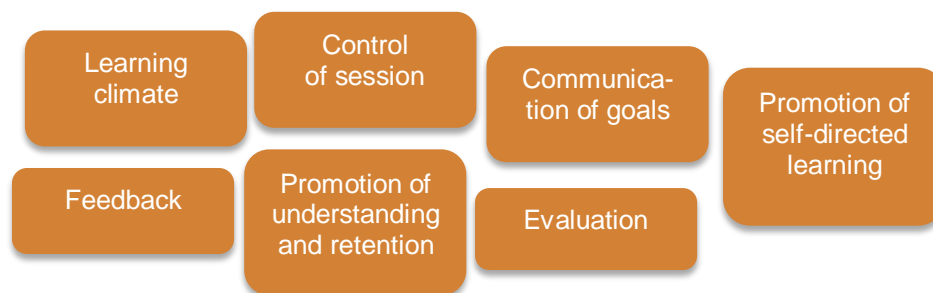 Learning
climate
Control
of session
Communica-
tion of goals
Promotion of
self-directed
learning
Feedback
Promotion of
understanding
and retention
Evaluation